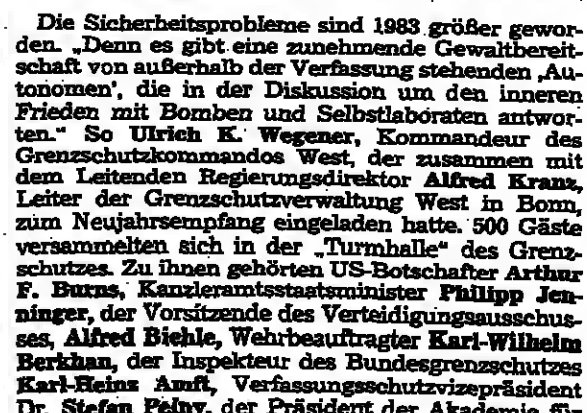 Die Sicherheitsprobleme sind 1983 größer gewor-
den. „Denn es gibt eine zunehmende Gewaltbereit-
schaft von außerhalb der Verfassung stehenden ‚Au-
tonomen‘, die in der Diskussion um den inneren
Frieden mit Bomben und Selbstlaboraten antwor-
ten.“ So Ulrich K. Wegener, Kommandeur des
Grenzschutzkommandos West, der zusammen mit
dem Leitenden Regierungsdirektor Alfred Kranz,
Leiter der Grenzschutzverwaltung West in Bonn,
zum Neujahrsempfang eingeladen hatte. 500 Gäste
versammelten sich in der „Turmhalle“ des Grenz-
schutzes. Zu ihnen gehörten US-Botschafter Arthur
F. Burns, Kanzleramtsstaatsminister Philipp Jen-
ninger, der Vorsitzende des Verteidigungsausschus-
ses, Alfred Biehle, Wehrbeauftragter Karl-Wilhelm
Berkhan, der Inspekteur des Bundesgrenzschutzes
Karl-Heinz Amft, Verfassungsschutzvizepräsident
Dr. Stefan Pelny, der Präsident der Akademie für